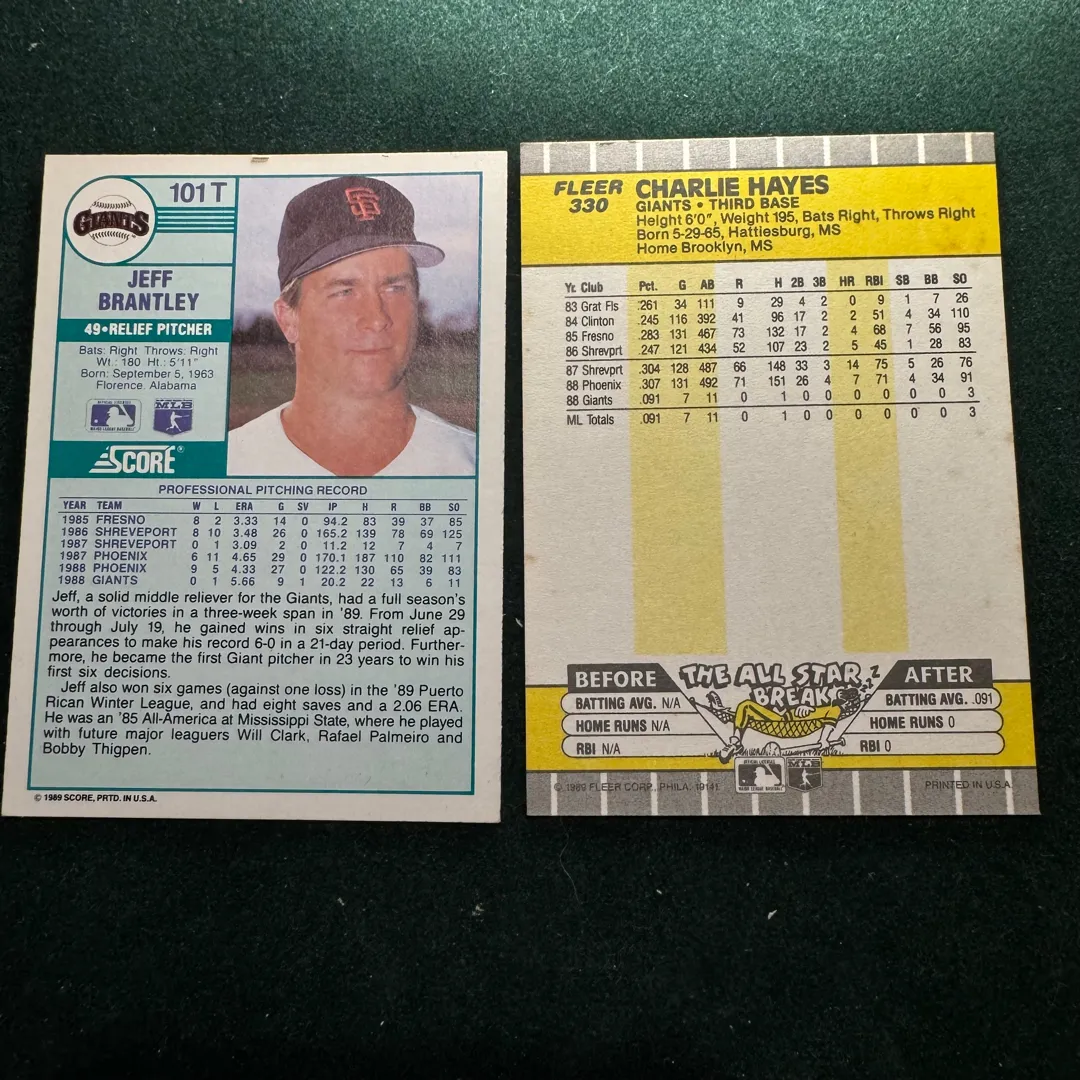 GIANTS
101 T
JEFF
BRANTLEY
49•RELIEF PITCHER
Bats: Right Throws: Right
Wt.: 180 Ht.: 5'11"
Born: September 5, 1963
Florence, Alabama
OFFICIAL LICENSEE
MAJOR LEAGUE BASEBALL
MLB
SCORE®
SF
PROFESSIONAL PITCHING RECORD
YEAR TEAM W L ERA G SV IP H R BB SO
1985 FRESNO 8 2 3.33 14 0 94.2 83 39 37 85
1986 SHREVEPORT 8 10 3.48 26 0 165.2 139 78 69 125
1987 SHREVEPORT 0 1 3.09 2 0 11.2 12 7 4 7
1987 PHOENIX 6 11 4.65 29 0 170.1 187 110 82 111
1988 PHOENIX 9 5 4.33 27 0 122.2 130 65 39 83
1988 GIANTS 0 1 5.66 9 1 20.2 22 13 6 11
Jeff, a solid middle reliever for the Giants, had a full season's
worth of victories in a three-week span in '89. From June 29
through July 19, he gained wins in six straight relief ap-
pearances to make his record 6-0 in a 21-day period. Further-
more, he became the first Giant pitcher in 23 years to win his
first six decisions.
Jeff also won six games (against one loss) in the '89 Puerto
Rican Winter League, and had eight saves and a 2.06 ERA.
He was an '85 All-America at Mississippi State, where he played
with future major leaguers Will Clark, Rafael Palmeiro and
Bobby Thigpen.
© 1989 SCORE, PRTD. IN U.S.A.
FLEER
330
CHARLIE HAYES
GIANTS • THIRD BASE
Height 6'0", Weight 195, Bats Right, Throws Right
Born 5-29-65, Hattiesburg, MS
Home Brooklyn, MS
Yr. Club Pct. G AB R H 2B 3B HR RBI SB BB SO
83 Grat Fls .261 34 111 9 29 4 2 0 9 1 7 26
84 Clinton .245 116 392 41 96 17 2 2 51 4 34 110
85 Fresno .283 131 467 73 132 17 2 4 68 7 56 95
86 Shrevprt .247 121 434 52 107 23 2 5 45 1 28 83
87 Shrevprt .304 128 487 66 148 33 3 14 75 5 26 76
88 Phoenix .307 131 492 71 151 26 4 7 71 4 34 91
88 Giants .091 7 11 0 1 0 0 0 0 0 0 3
ML Totals .091 7 11 0 1 0 0 0 0 0 0 3
BEFORE
THE ALL STAR
BREAK
Z Z
AFTER
BATTING AVG. N/A
HOME RUNS N/A
RBI N/A
BATTING AVG. .091
HOME RUNS 0
RBI 0
OFFICIAL LICENSEE
MAJOR LEAGUE BASEBALL
MLB
© 1989 FLEER CORP., PHILA. 19141
PRINTED IN U.S.A.